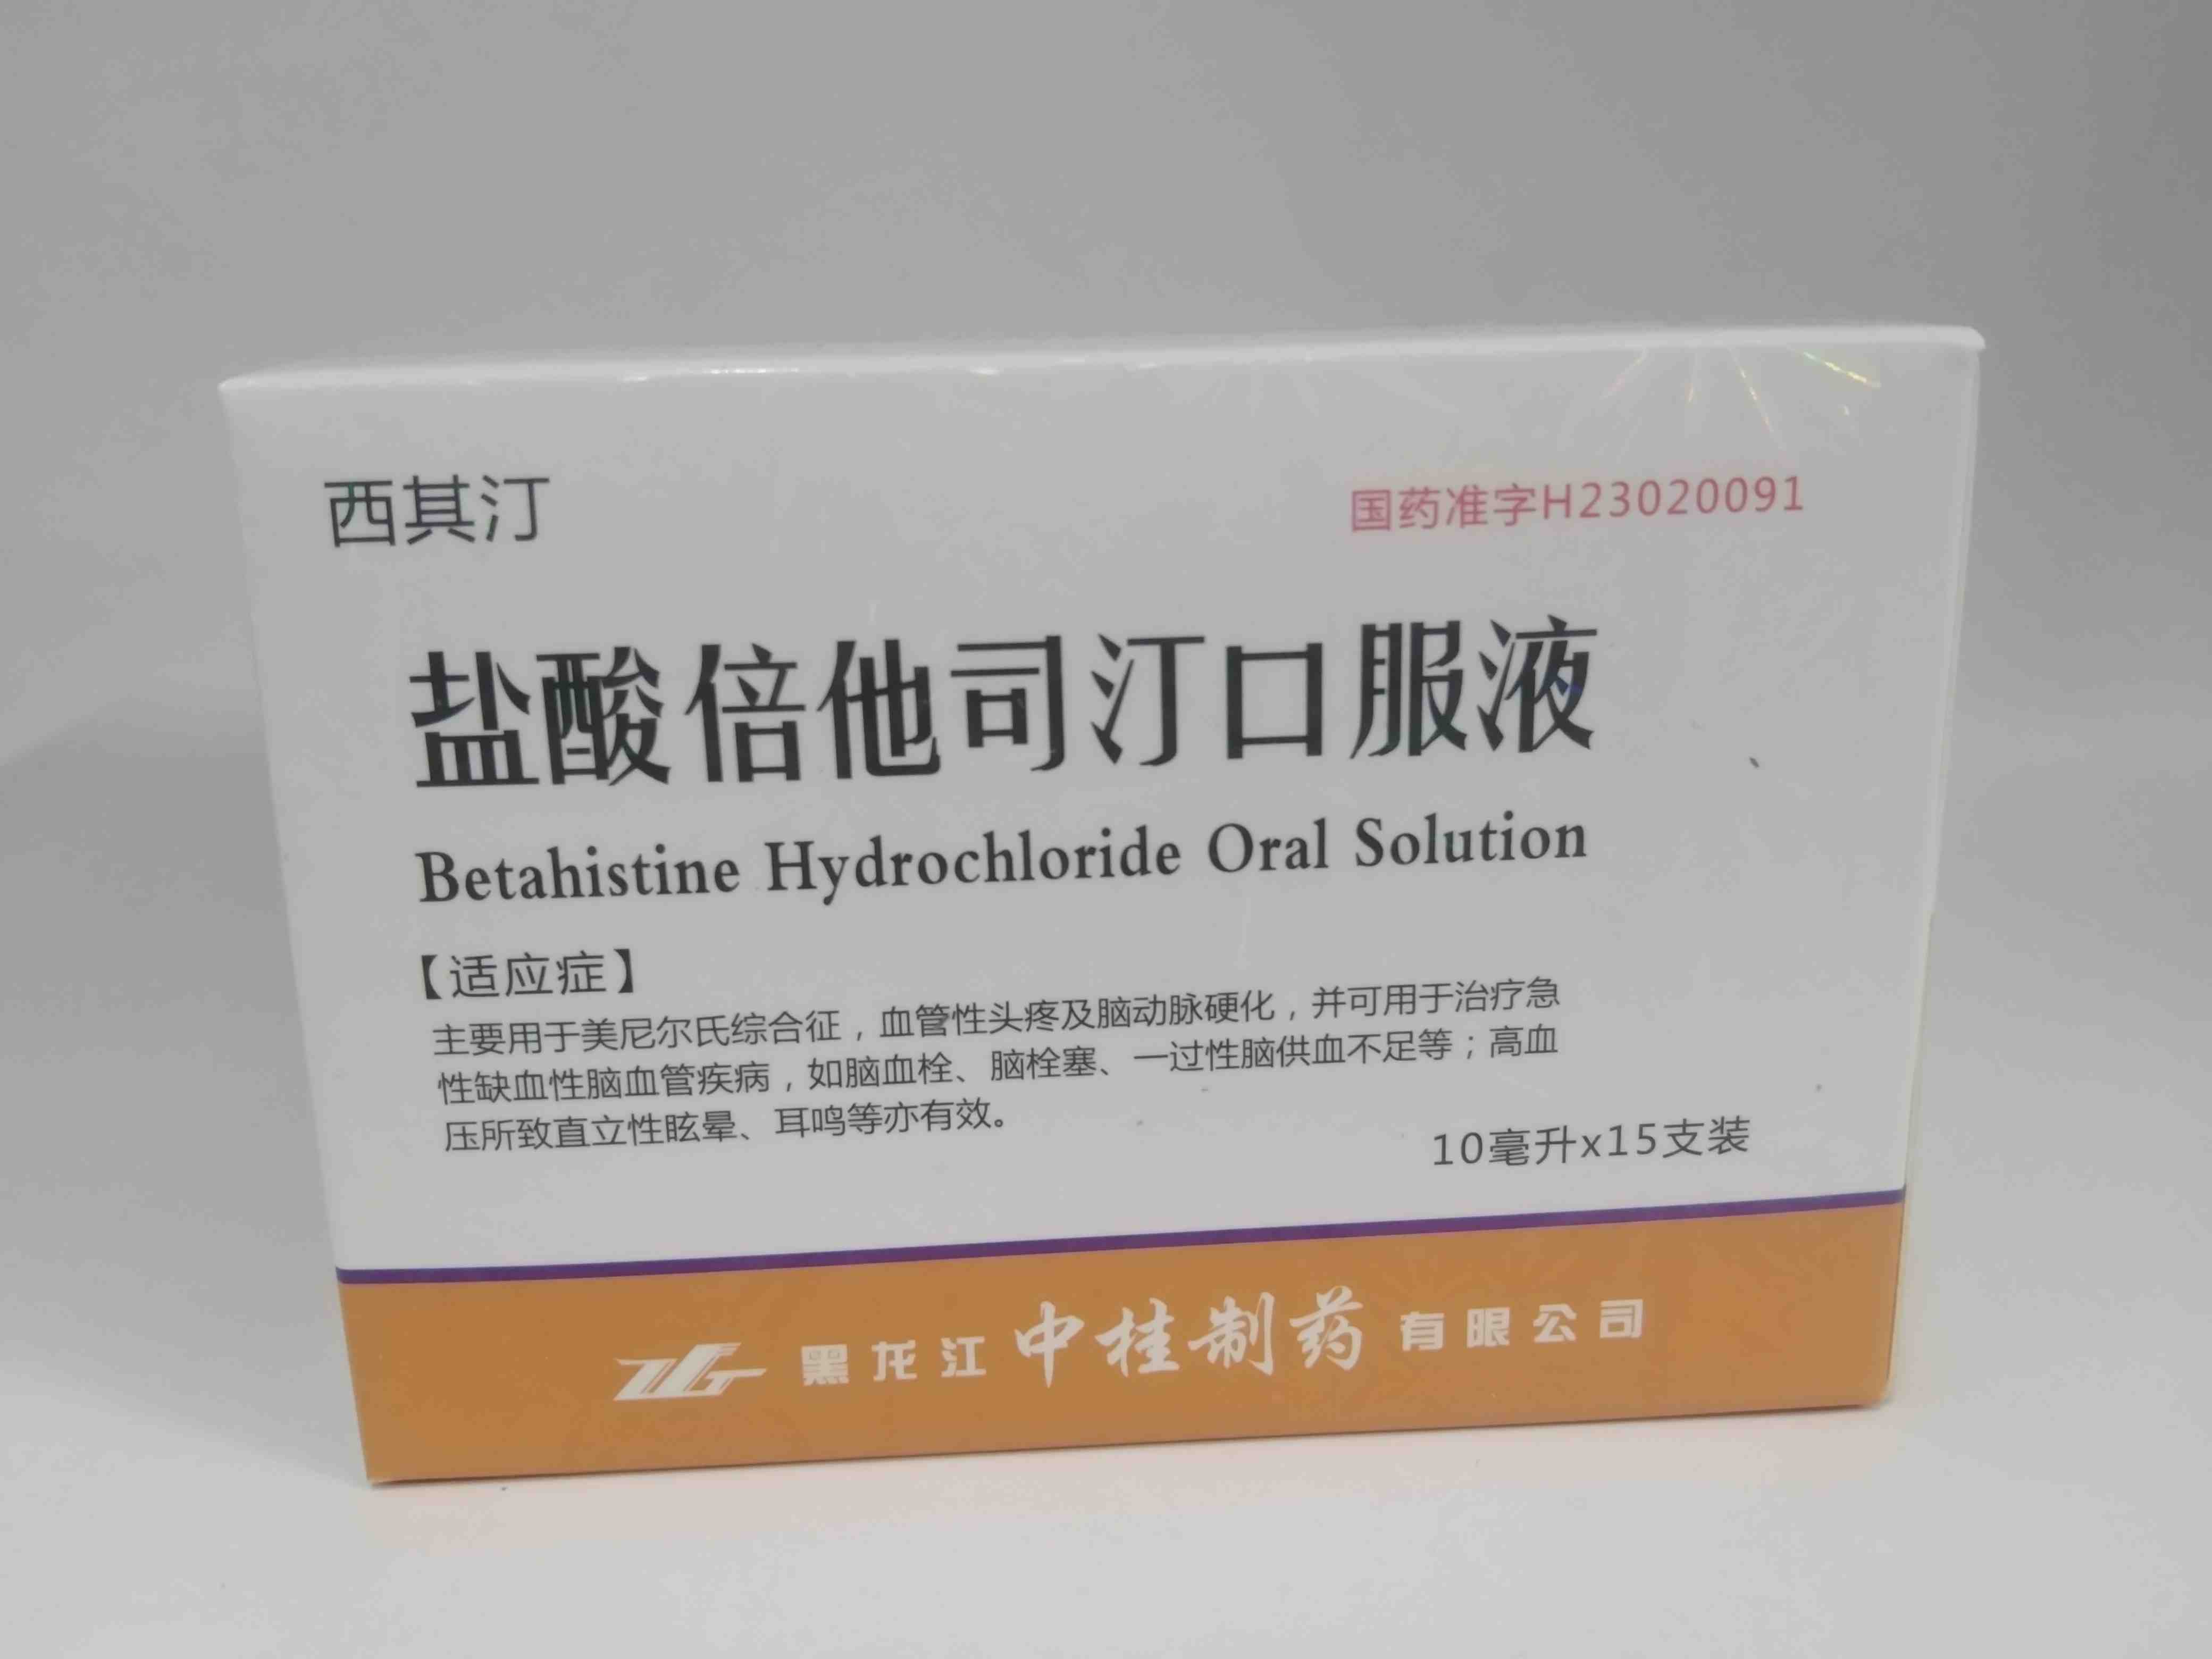 西其汀
国药准字H23020091
盐酸倍他司汀口服液
Betahistine Hydrochloride Oral Solution
【适应症】
主要用于美尼尔氏综合征，血管性头疼及脑动脉硬化，并可用于治疗急
性缺血性脑血管疾病，如脑血栓、脑栓塞、一过性脑供血不足等；高血
压所致直立性眩晕、耳鸣等亦有效。
10毫升x15支装
黑龙江中桂制药有限公司